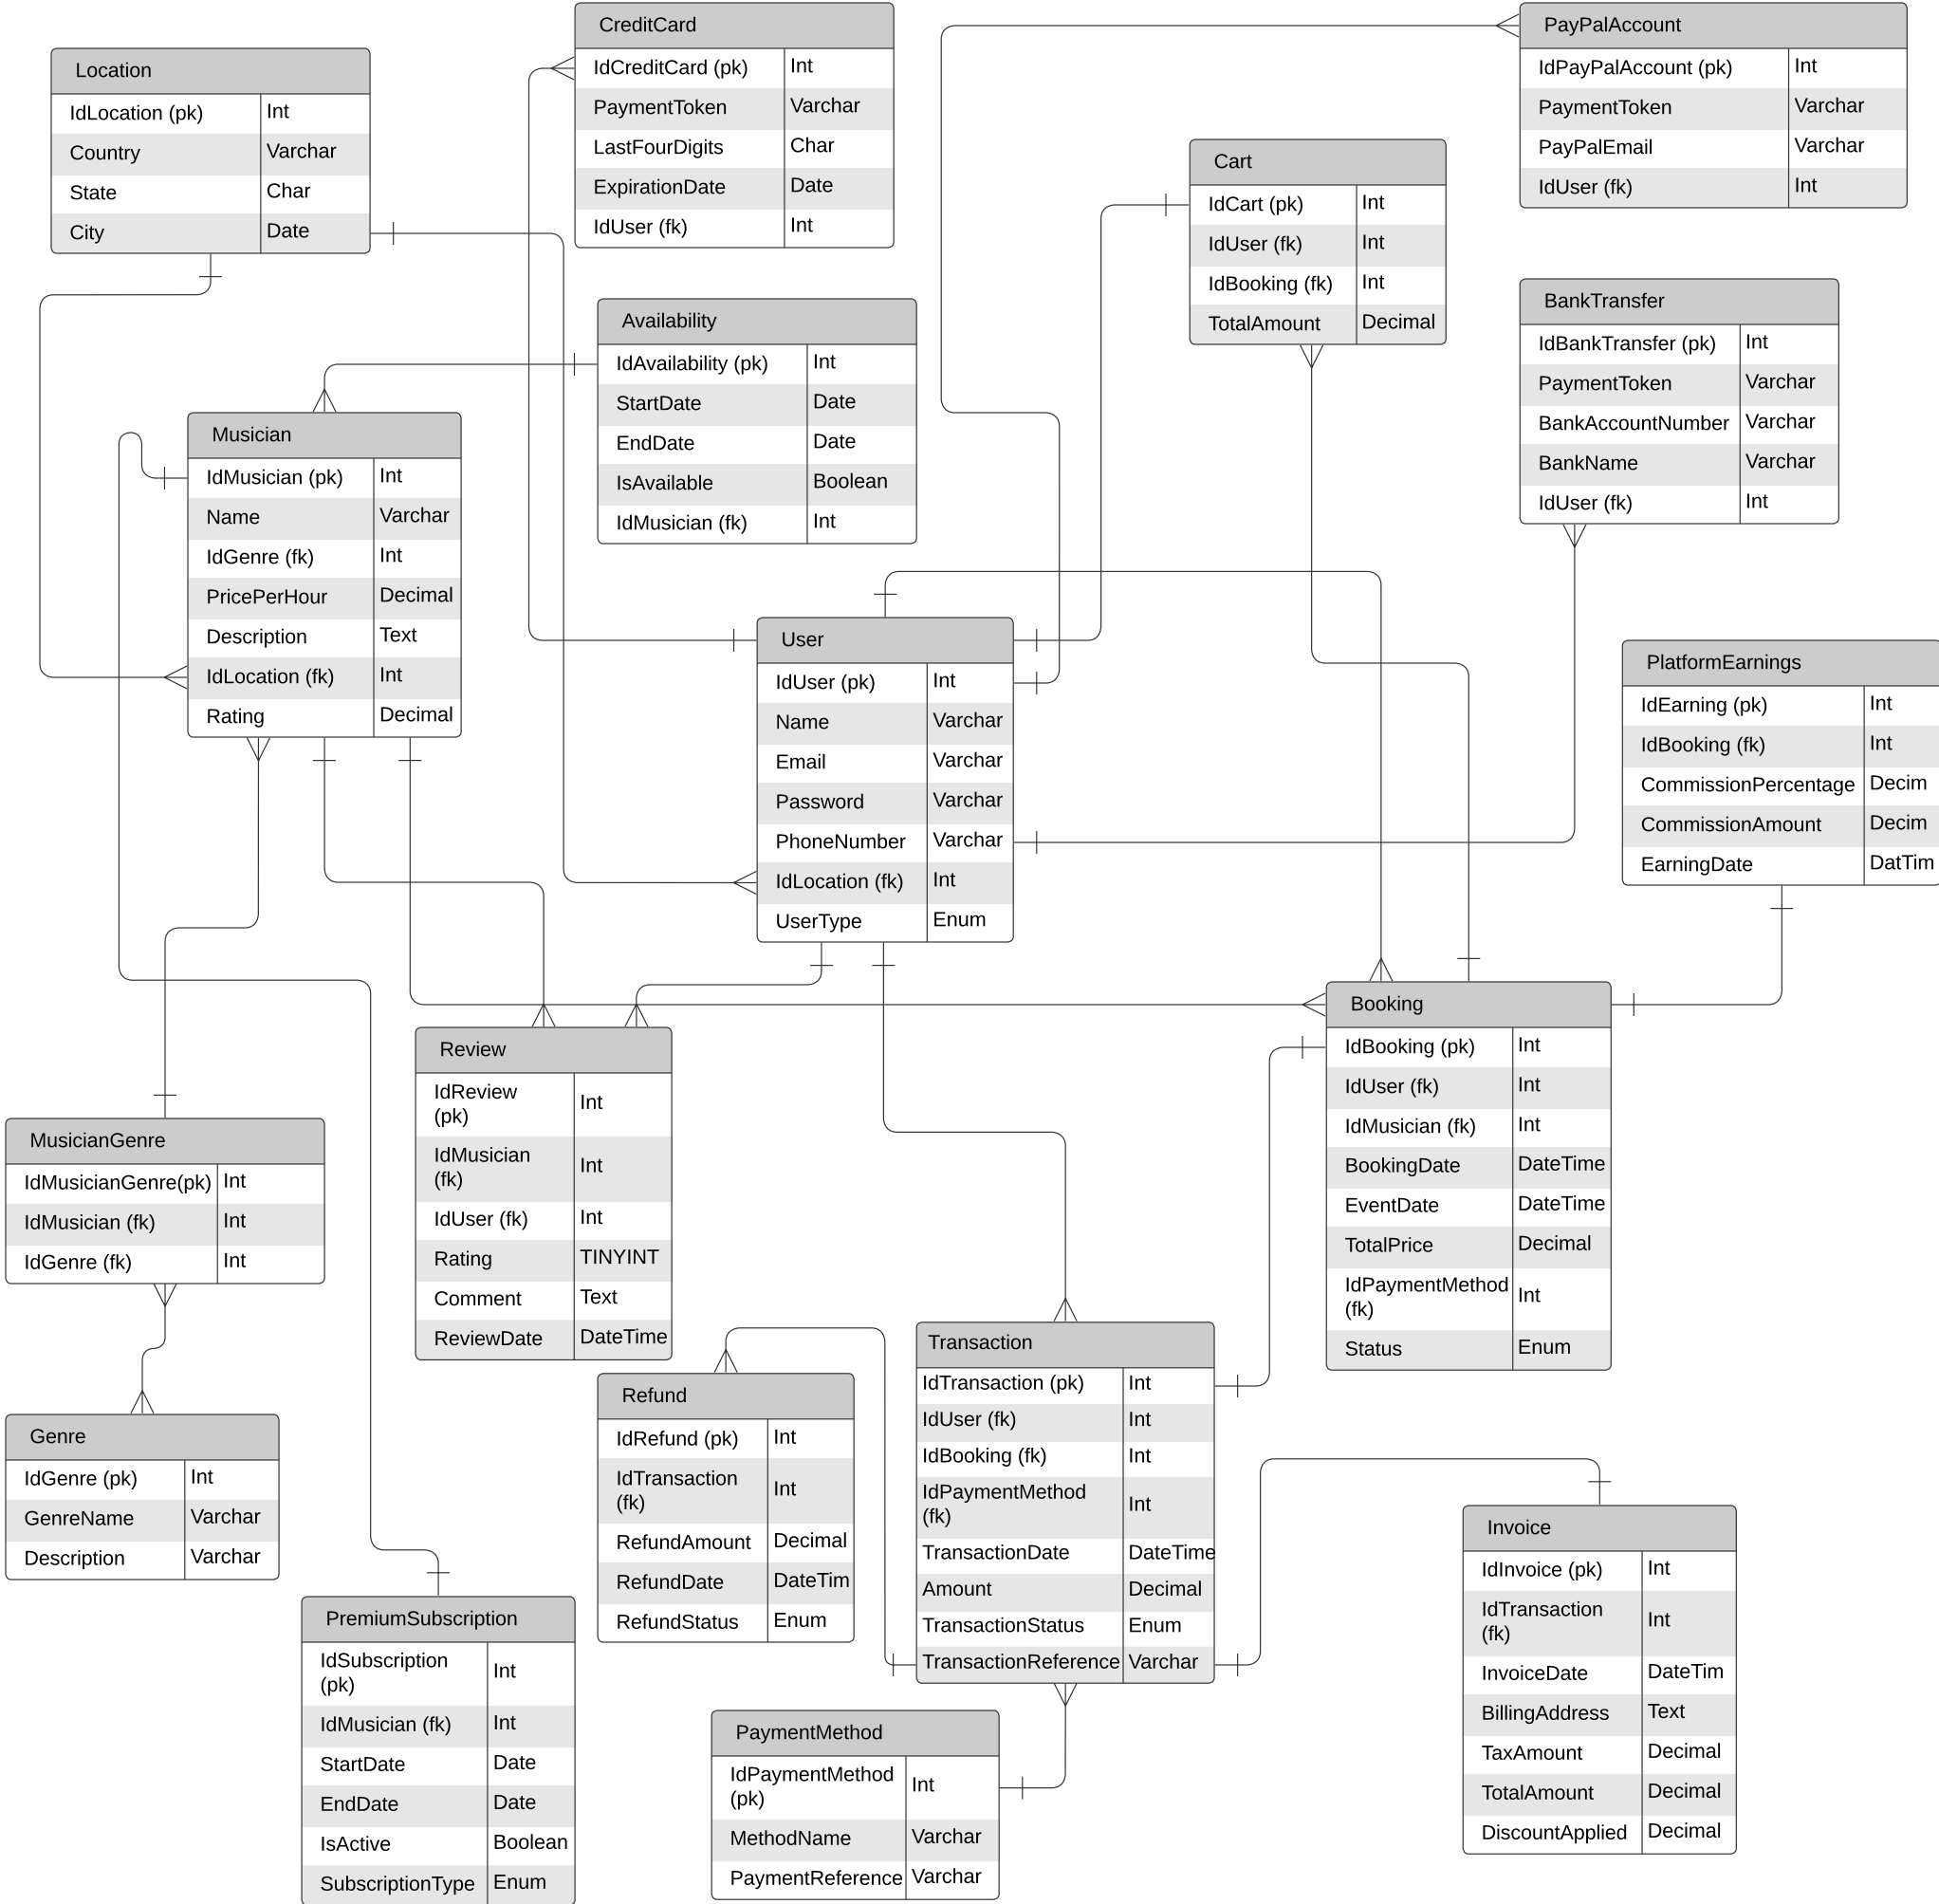 CreditCard
IdCreditCard (pk) Int
PaymentToken Varchar
LastFourDigits Char
ExpirationDate Date
IdUser (fk) Int
PayPalAccount
IdPayPalAccount (pk) Int
PaymentToken Varchar
PayPalEmail Varchar
IdUser (fk) Int
Location
IdLocation (pk) Int
Country Varchar
State Char
City Date
Cart
IdCart (pk) Int
IdUser (fk) Int
IdBooking (fk) Int
TotalAmount Decimal
BankTransfer
IdBankTransfer (pk) Int
PaymentToken Varchar
BankAccountNumber Varchar
BankName Varchar
IdUser (fk) Int
Availability
IdAvailability (pk) Int
StartDate Date
EndDate Date
IsAvailable Boolean
IdMusician (fk) Int
Musician
IdMusician (pk) Int
Name Varchar
IdGenre (fk) Int
PricePerHour Decimal
Description Text
IdLocation (fk) Int
Rating Decimal
User
IdUser (pk) Int
Name Varchar
Email Varchar
Password Varchar
PhoneNumber Varchar
IdLocation (fk) Int
UserType Enum
PlatformEarnings
IdEarning (pk) Int
IdBooking (fk) Int
CommissionPercentage Decim
CommissionAmount Decim
EarningDate DatTim
Booking
IdBooking (pk) Int
IdUser (fk) Int
IdMusician (fk) Int
BookingDate DateTime
EventDate DateTime
TotalPrice Decimal
IdPaymentMethod
(fk) Int
Status Enum
Review
IdReview
(pk) Int
IdMusician
(fk) Int
IdUser (fk) Int
Rating TINYINT
Comment Text
ReviewDate DateTime
MusicianGenre
IdMusicianGenre(pk) Int
IdMusician (fk) Int
IdGenre (fk) Int
Genre
IdGenre (pk) Int
GenreName Varchar
Description Varchar
Transaction
IdTransaction (pk) Int
IdUser (fk) Int
IdBooking (fk) Int
IdPaymentMethod
(fk) Int
TransactionDate DateTime
Amount Decimal
TransactionStatus Enum
TransactionReference Varchar
Refund
IdRefund (pk) Int
IdTransaction
(fk) Int
RefundAmount Decimal
RefundDate DateTim
RefundStatus Enum
Invoice
IdInvoice (pk) Int
IdTransaction
(fk) Int
InvoiceDate DateTim
BillingAddress Text
TaxAmount Decimal
TotalAmount Decimal
DiscountApplied Decimal
PremiumSubscription
IdSubscription
(pk) Int
IdMusician (fk) Int
StartDate Date
EndDate Date
IsActive Boolean
SubscriptionType Enum
PaymentMethod
IdPaymentMethod
(pk) Int
MethodName Varchar
PaymentReference Varchar